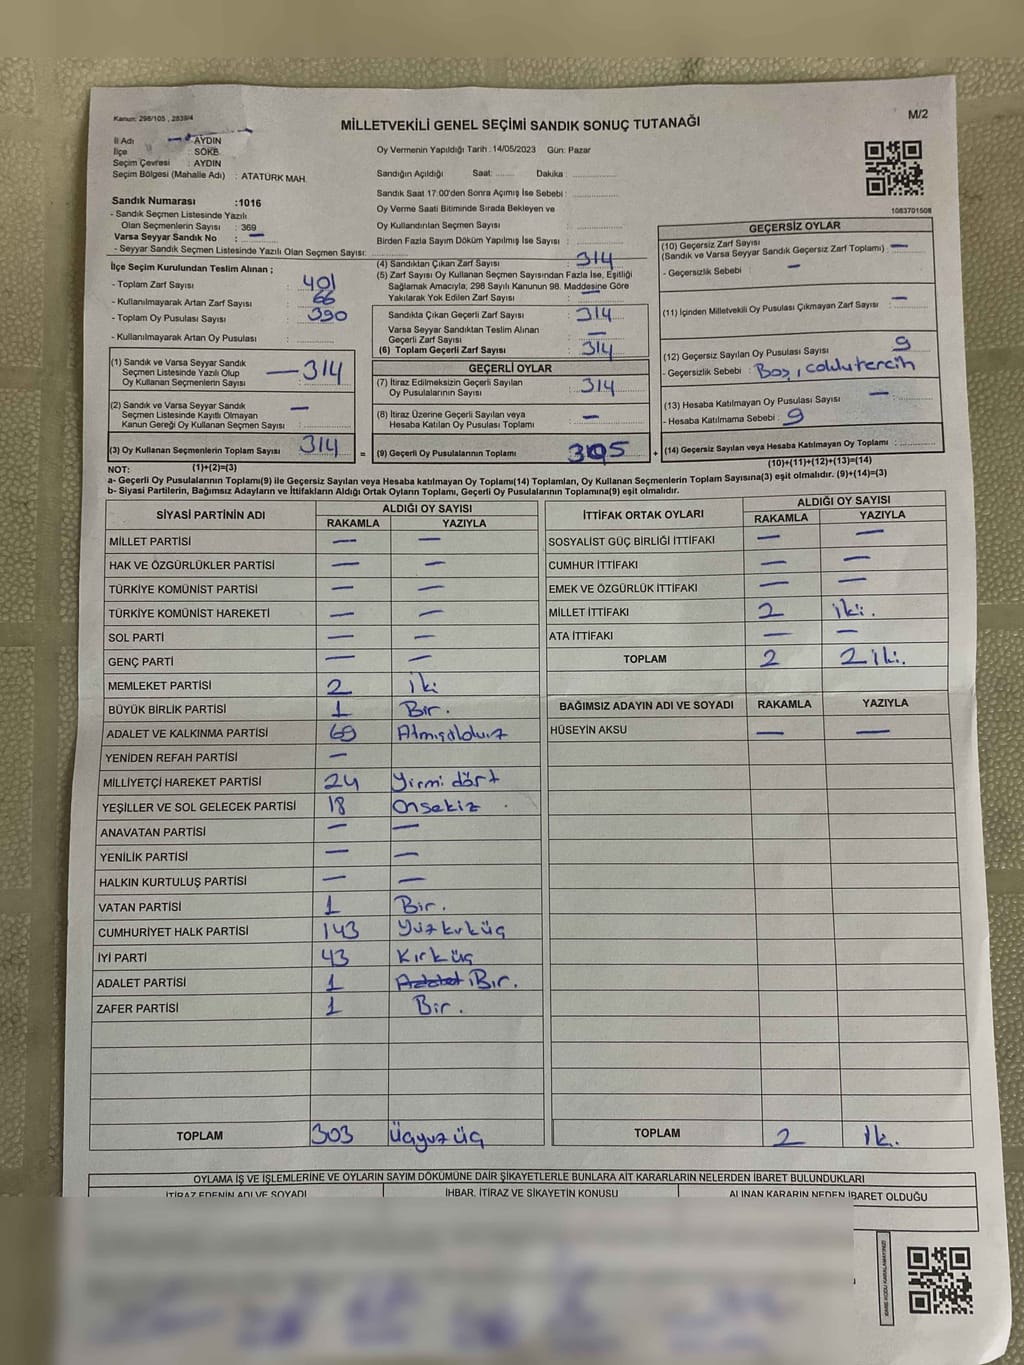 Kanun: 298/105 , 2839/4
M/2
MİLLETVEKİLİ GENEL SEÇİMİ SANDIK SONUÇ TUTANAĞI
İl Adı : AYDIN
İlçe : SÖKE
Seçim Çevresi : AYDIN
Seçim Bölgesi (Mahalle Adı) : ATATÜRK MAH.
Sandık Numarası :1016
- Sandık Seçmen Listesinde Yazılı
Olan Seçmenlerin Sayısı : 369
Varsa Seyyar Sandık No : —
- Seyyar Sandık Seçmen Listesinde Yazılı Olan Seçmen Sayısı:
Oy Vermenin Yapıldığı Tarih : 14/05/2023 Gün: Pazar
Sandığın Açıldığı Saat: ...... Dakika ......
Sandık Saat 17.00'den Sonra Açımış İse Sebebi :
Oy Verme Saati Bitiminde Sırada Bekleyen ve
Oy Kullandırılan Seçmen Sayısı :
Birden Fazla Sayım Döküm Yapılmış İse Sayısı :
1083701508
İlçe Seçim Kurulundan Teslim Alınan ;
- Toplam Zarf Sayısı : 401
- Kullanılmayarak Artan Zarf Sayısı : 66
- Toplam Oy Pusulası Sayısı : 390
- Kullanılmayarak Artan Oy Pusulası :
(1) Sandık ve Varsa Seyyar Sandık
Seçmen Listesinde Yazılı Olup
Oy Kullanan Seçmenlerin Sayısı : — 314
(2) Sandık ve Varsa Seyyar Sandık
Seçmen Listesinde Kayıtlı Olmayan
Kanun Gereği Oy Kullanan Seçmen Sayısı : —
(3) Oy Kullanan Seçmenlerin Toplam Sayısı : 314
(4) Sandıktan Çıkan Zarf Sayısı : 314
(5) Zarf Sayısı Oy Kullanan Seçmen Sayısından Fazla İse, Eşitliği
Sağlamak Amacıyla, 298 Sayılı Kanunun 98. Maddesine Göre
Yakılarak Yok Edilen Zarf Sayısı : —
Sandıkta Çıkan Geçerli Zarf Sayısı : 314
Varsa Seyyar Sandıktan Teslim Alınan
Geçerli Zarf Sayısı : —
(6) Toplam Geçerli Zarf Sayısı : 314
GEÇERLİ OYLAR
(7) İtiraz Edilmeksizin Geçerli Sayılan
Oy Pusulalarının Sayısı : 314
(8) İtiraz Üzerine Geçerli Sayılan veya
Hesaba Katılan Oy Pusulası Toplamı : —
= (9) Geçerli Oy Pusulalarının Toplamı : 305 +
GEÇERSİZ OYLAR
(10) Geçersiz Zarf Sayısı
(Sandık ve Varsa Seyyar Sandık Geçersiz Zarf Toplamı) : —
- Geçersizlik Sebebi : —
(11) İçinden Milletvekili Oy Pusulası Çıkmayan Zarf Sayısı : —
(12) Geçersiz Sayılan Oy Pusulası Sayısı : 9
- Geçersizlik Sebebi : Boş,
(13) Hesaba Katılmayan Oy Pusulası Sayısı : —
- Hesaba Katılmama Sebebi : 9
(14) Geçersiz Sayılan veya Hesaba Katılmayan Oy Toplamı :
NOT: (1)+(2)=(3)
(10)+(11)+(12)+(13)=(14)
a- Geçerli Oy Pusulalarının Toplamı(9) ile Geçersiz Sayılan veya Hesaba katılmayan Oy Toplamı(14) Toplamları, Oy Kullanan Seçmenlerin Toplam Sayısına(3) eşit olmalıdır. (9)+(14)=(3)
b- Siyasi Partilerin, Bağımsız Adayların ve İttifakların Aldığı Ortak Oyların Toplamı, Geçerli Oy Pusulalarının Toplamına(9) eşit olmalıdır.
SİYASİ PARTİNİN ADI ALDIĞI OY SAYISI
RAKAMLA YAZIYLA
MİLLET PARTİSİ — —
HAK VE ÖZGÜRLÜKLER PARTİSİ — —
TÜRKİYE KOMÜNİST PARTİSİ — —
TÜRKİYE KOMÜNİST HAREKETİ — —
SOL PARTİ — —
GENÇ PARTİ — —
MEMLEKET PARTİSİ 2 iki
BÜYÜK BİRLİK PARTİSİ 1 Bir.
ADALET VE KALKINMA PARTİSİ 69 Atmışdokuz
YENİDEN REFAH PARTİSİ —
MİLLİYETÇİ HAREKET PARTİSİ 24 Yirmi dört
YEŞİLLER VE SOL GELECEK PARTİSİ 18 Onsekiz
ANAVATAN PARTİSİ — —
YENİLİK PARTİSİ — —
HALKIN KURTULUŞ PARTİSİ — —
VATAN PARTİSİ 1 Bir.
CUMHURİYET HALK PARTİSİ 143 Yüzkırküç
İYİ PARTİ 43 Kırküç
ADALET PARTİSİ 1 Bir.
ZAFER PARTİSİ 1 Bir.
TOPLAM 303 Üçyuz üç
İTTİFAK ORTAK OYLARI ALDIĞI OY SAYISI
RAKAMLA YAZIYLA
SOSYALİST GÜÇ BİRLİĞİ İTTİFAKI — —
CUMHUR İTTİFAKI — —
EMEK VE ÖZGÜRLÜK İTTİFAKI — —
MİLLET İTTİFAKI 2 iki.
ATA İTTİFAKI — —
TOPLAM 2 2 iki.
BAĞIMSIZ ADAYIN ADI VE SOYADI RAKAMLA YAZIYLA
HÜSEYİN AKSU — —
TOPLAM 2 İk.
OYLAMA İŞ VE İŞLEMLERİNE VE OYLARIN SAYIM DÖKÜMÜNE DAİR ŞİKAYETLERLE BUNLARA AİT KARARLARIN NELERDEN İBARET BULUNDUKLARI
İTİRAZ EDENİN ADI VE SOYADI İHBAR, İTİRAZ VE ŞİKAYETİN KONUSU ALINAN KARARIN NEDEN İBARET OLDUĞU